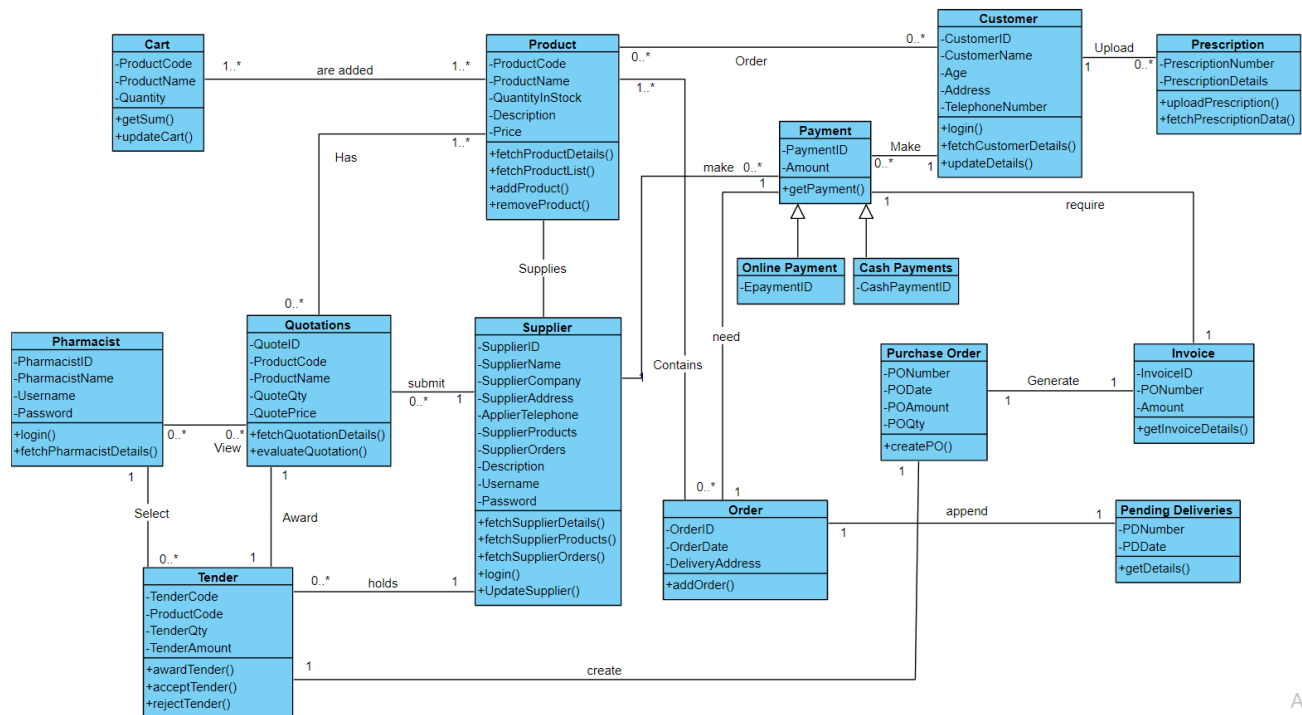 Cart
-ProductCode
-ProductName
-Quantity
+getSum()
+updateCart()
1..*
are added
1..*
Product
-ProductCode
-ProductName
-QuantityInStock
-Description
-Price
+fetchProductDetails()
+fetchProductList()
+addProduct()
+removeProduct()
0..*
Order
0..*
1..*
1..*
Has
0..*
Supplies
Customer
-CustomerID
-CustomerName
-Age
-Address
-TelephoneNumber
+login()
+fetchCustomerDetails()
+updateDetails()
Upload
1
0..*
Prescription
-PrescriptionNumber
-PrescriptionDetails
+uploadPrescription()
+fetchPrescriptionData()
Payment
-PaymentID
-Amount
+getPayment()
Make
0..*
1
make
0..*
1
1
require
1
Online Payment
-EpaymentID
Cash Payments
-CashPaymentID
need
Contains
1
Pharmacist
-PharmacistID
-PharmacistName
-Username
-Password
+login()
+fetchPharmacistDetails()
0..*
0..*
View
Quotations
-QuoteID
-ProductCode
-ProductName
-QuoteQty
-QuotePrice
+fetchQuotationDetails()
+evaluateQuotation()
submit
0..*
1
Supplier
-SupplierID
-SupplierName
-SupplierCompany
-SupplierAddress
-ApplierTelephone
-SupplierProducts
-SupplierOrders
-Description
-Username
-Password
+fetchSupplierDetails()
+fetchSupplierProducts()
+fetchSupplierOrders()
+login()
+UpdateSupplier()
Purchase Order
-PONumber
-PODate
-POAmount
-POQty
+createPO()
Generate
1
1
Invoice
-InvoiceID
-PONumber
-Amount
+getInvoiceDetails()
1
Select
0..*
1
Award
1
0..*
holds
1
0..*
1
Order
-OrderID
-OrderDate
-DeliveryAddress
+addOrder()
append
1
1
Pending Deliveries
-PDNumber
-PDDate
+getDetails()
Tender
-TenderCode
-ProductCode
-TenderQty
-TenderAmount
+awardTender()
+acceptTender()
+rejectTender()
1
create
1
A